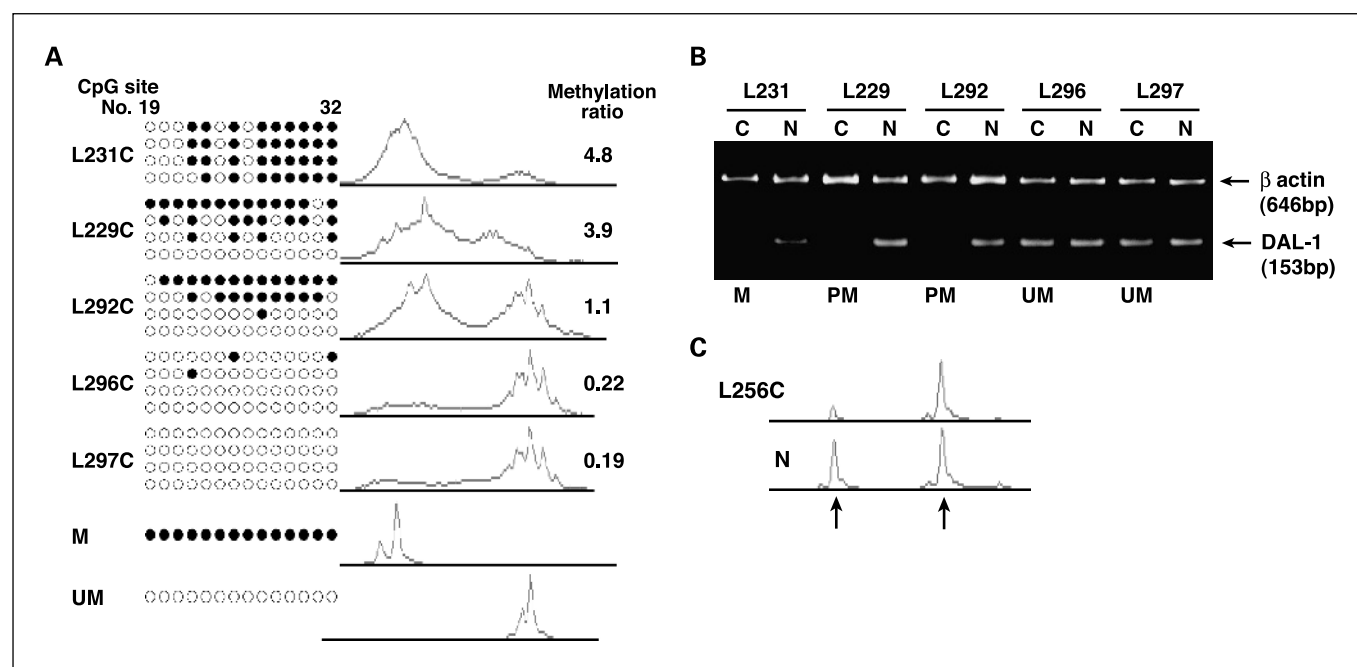 A
CpG site
No. 19 32
Methylation
ratio
L231C 4.8
L229C 3.9
L292C 1.1
L296C 0.22
L297C 0.19
M
UM
B
L231 L229 L292 L296 L297
C N C N C N C N C N
β actin
(646bp)
DAL-1
(153bp)
M PM PM UM UM
C
L256C
N